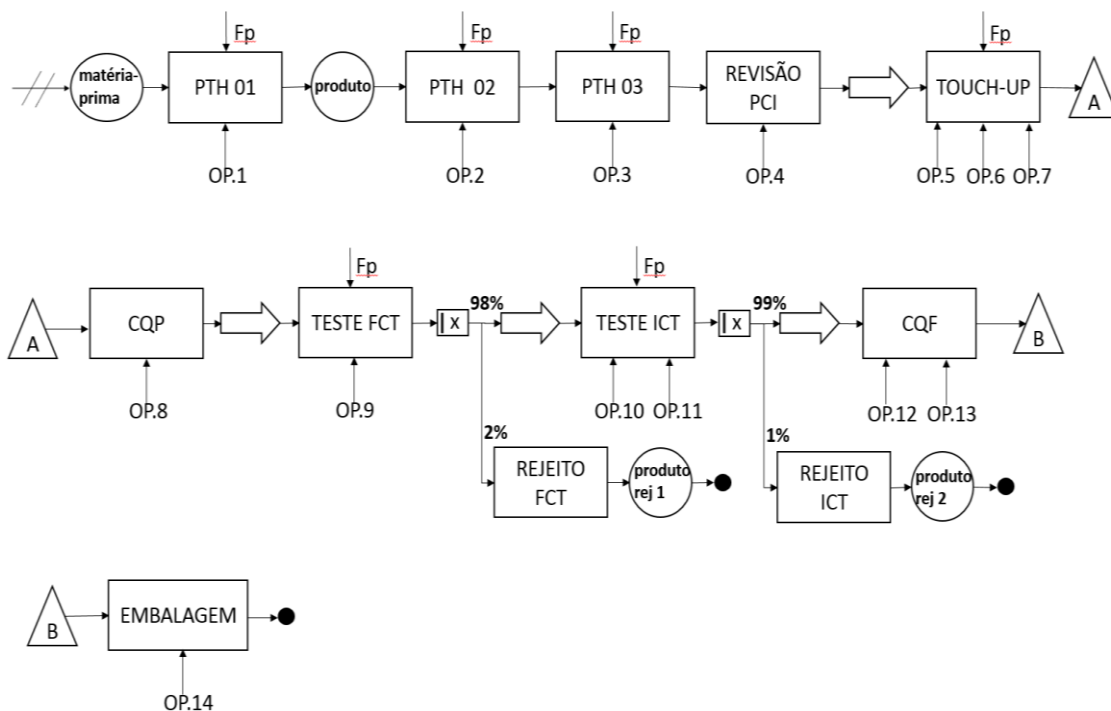 Fp Fp Fp Fp
matéria-
prima
PTH 01
produto
PTH 02
PTH 03
REVISÃO
PCI
TOUCH-UP
A
OP.1 OP.2 OP.3 OP.4 OP.5 OP.6 OP.7
Fp Fp
A
CQP
TESTE FCT
| x
98%
TESTE ICT
| x
99%
CQF
B
OP.8 OP.9 OP.10 OP.11 OP.12 OP.13
2%
REJEITO
FCT
produto
rej 1
1%
REJEITO
ICT
produto
rej 2
B
EMBALAGEM
OP.14